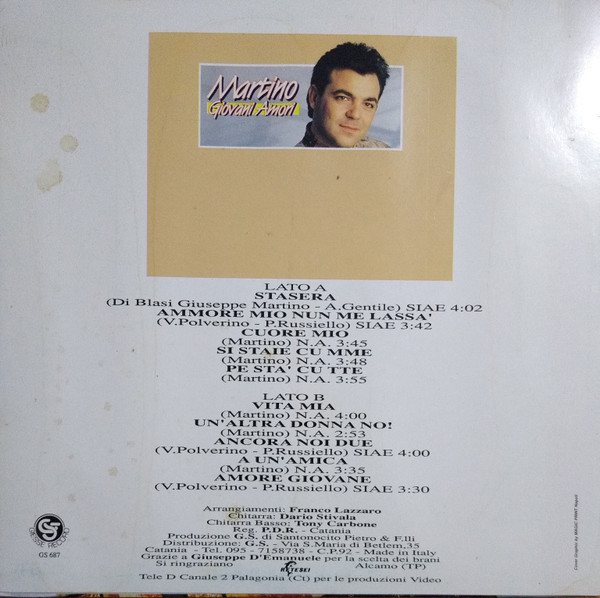 Martino
Giovani Amori
LATO A
STASERA
(Di Blasi Giuseppe Martino - A.Gentile) SIAE 4:02
AMMORE MIO NUN ME LASSA'
(V.Polverino - P.Russiello) SIAE 3:42
CUORE MIO
(Martino) N.A. 3:45
SI STAIE CU MME
(Martino) N.A. 3:48
PE STA' CU TTE
(Martino) N.A. 3:55
LATO B
VITA MIA
(Martino) N.A. 4:00
UN'ALTRA DONNA NO!
(Martino) N.A. 2:53
ANCORA NOI DUE
(V.Polverino - P.Russiello) SIAE 4:00
A UN'AMICA
(Martino) N.A. 3:35
AMORE GIOVANE
(V.Polverino - P.Russiello) SIAE 3:30
Arrangiamenti: Franco Lazzaro
Chitarra: Dario Stivala
Chitarra Basso: Tony Carbone
Reg. P.D.R. - Catania
Produzione G.S. di Santonocito Pietro & F.lli
Distribuzione: G.S. - Via S.Maria di Betlem,35
Catania - Tel. 095 - 7158738 - C.P.92 - Made in Italy
Grazie a Giuseppe D'Emanuele per la scelta dei brani
Si ringraziano RETESEI Alcamo (TP)
Tele D Canale 2 Palagonia (Ct) per le produzioni Video
GS
GIESSE RECORD
GS 687